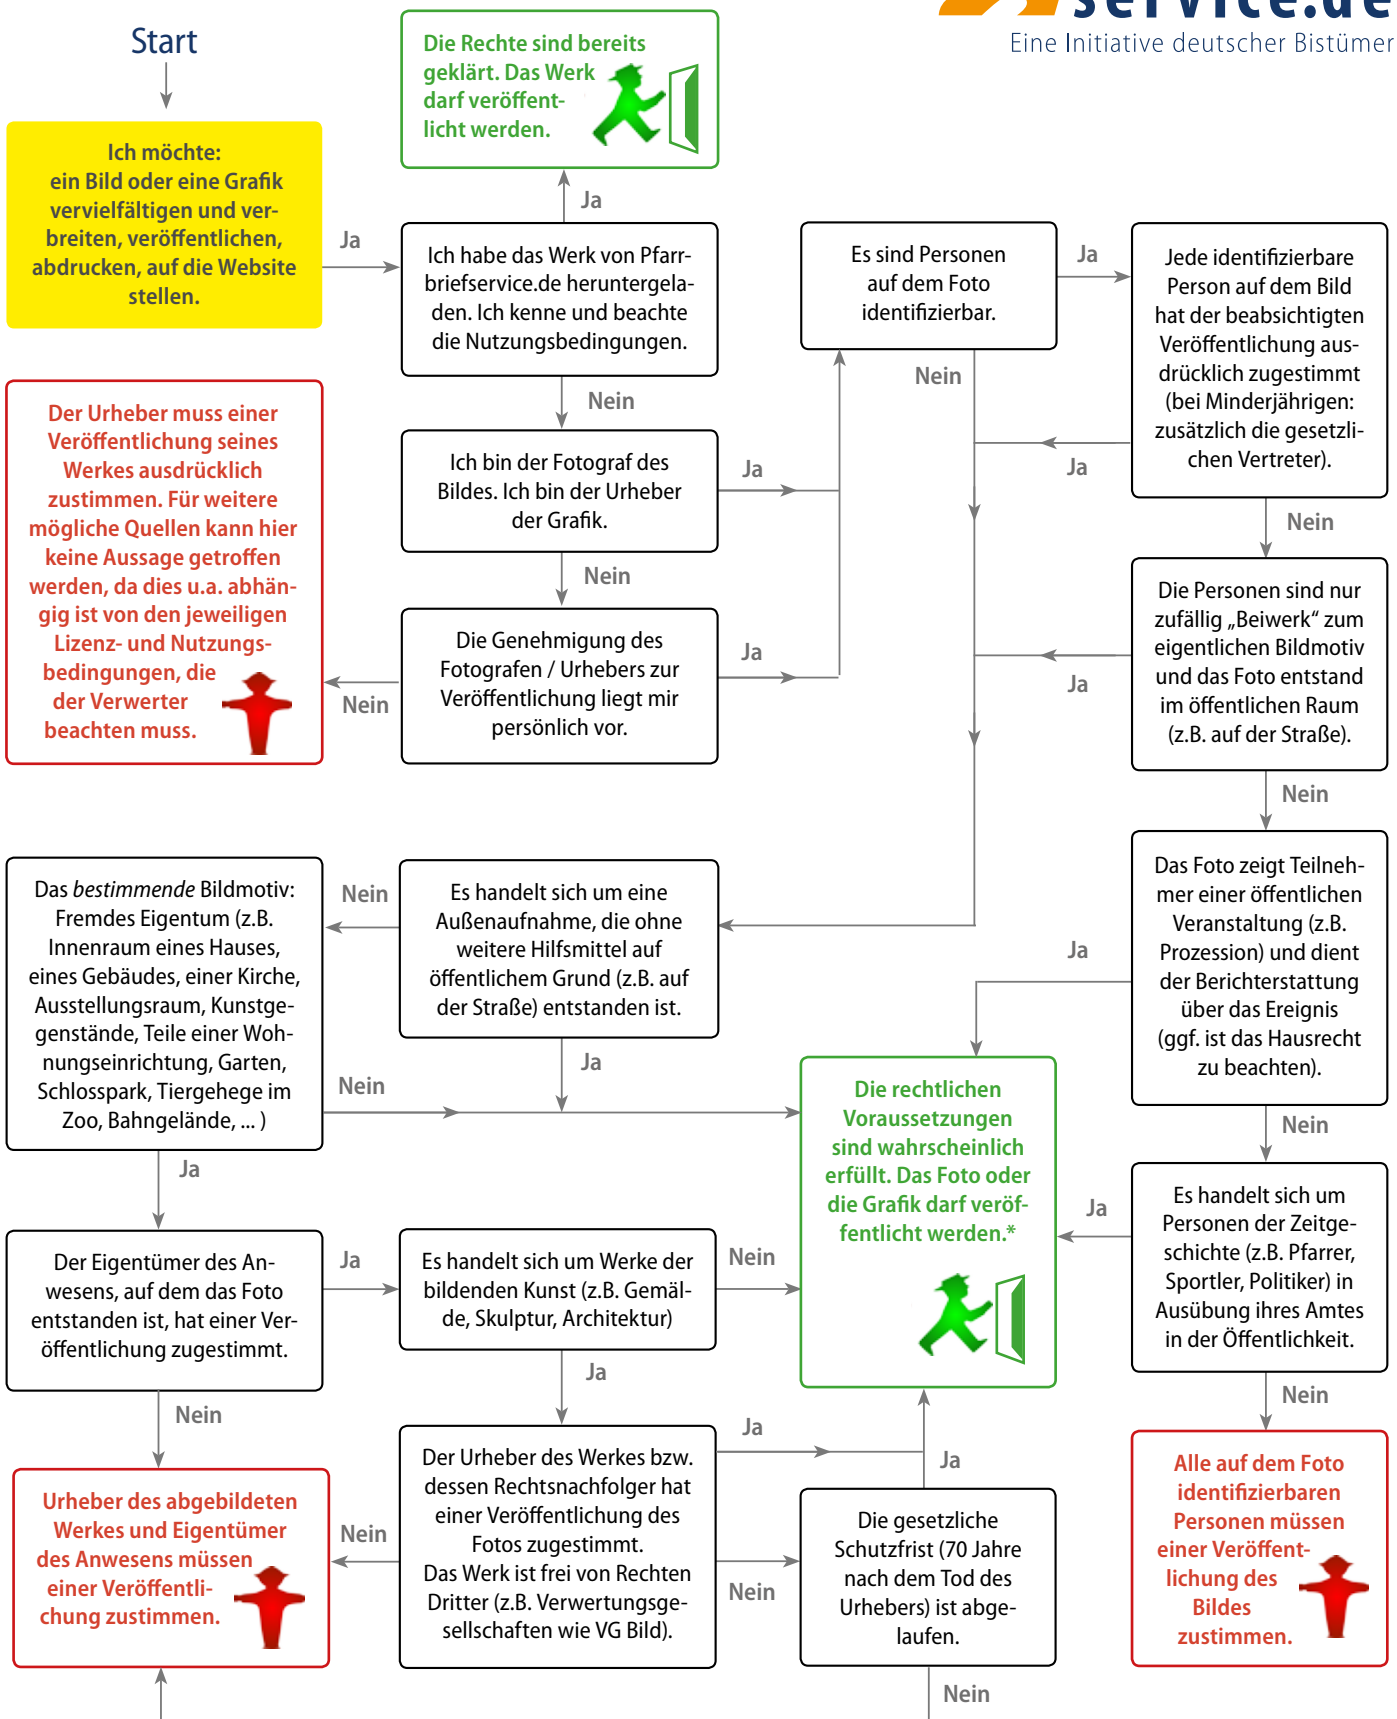 service.de
Eine Initiative deutscher Bistümer
Start
Ich möchte:
ein Bild oder eine Grafik
vervielfältigen und ver-
breiten, veröffentlichen,
abdrucken, auf die Website
stellen.
Ja
Die Rechte sind bereits
geklärt. Das Werk
darf veröffent-
licht werden.
Ja
Ich habe das Werk von Pfarr-
briefservice.de heruntergela-
den. Ich kenne und beachte
die Nutzungsbedingungen.
Nein
Ich bin der Fotograf des
Bildes. Ich bin der Urheber
der Grafik.
Ja
Nein
Die Genehmigung des
Fotografen / Urhebers zur
Veröffentlichung liegt mir
persönlich vor.
Ja
Nein
Der Urheber muss einer
Veröffentlichung seines
Werkes ausdrücklich
zustimmen. Für weitere
mögliche Quellen kann hier
keine Aussage getroffen
werden, da dies u.a. abhän-
gig ist von den jeweiligen
Lizenz- und Nutzungs-
bedingungen, die
der Verwerter
beachten muss.
Es sind Personen
auf dem Foto
identifizierbar.
Ja
Nein
Jede identifizierbare
Person auf dem Bild
hat der beabsichtigten
Veröffentlichung aus-
drücklich zugestimmt
(bei Minderjährigen:
zusätzlich die gesetzli-
chen Vertreter).
Ja
Nein
Die Personen sind nur
zufällig „Beiwerk“ zum
eigentlichen Bildmotiv
und das Foto entstand
im öffentlichen Raum
(z.B. auf der Straße).
Ja
Nein
Das Foto zeigt Teilneh-
mer einer öffentlichen
Veranstaltung (z.B.
Prozession) und dient
der Berichterstattung
über das Ereignis
(ggf. ist das Hausrecht
zu beachten).
Ja
Nein
Es handelt sich um
Personen der Zeitge-
schichte (z.B. Pfarrer,
Sportler, Politiker) in
Ausübung ihres Amtes
in der Öffentlichkeit.
Ja
Nein
Alle auf dem Foto
identifizierbaren
Personen müssen
einer Veröffent-
lichung des
Bildes
zustimmen.
Es handelt sich um eine
Außenaufnahme, die ohne
weitere Hilfsmittel auf
öffentlichem Grund (z.B. auf
der Straße) entstanden ist.
Nein
Ja
Das bestimmende Bildmotiv:
Fremdes Eigentum (z.B.
Innenraum eines Hauses,
eines Gebäudes, einer Kirche,
Ausstellungsraum, Kunstge-
genstände, Teile einer Woh-
nungseinrichtung, Garten,
Schlosspark, Tiergehege im
Zoo, Bahngelände, ... )
Nein
Ja
Die rechtlichen
Voraussetzungen
sind wahrscheinlich
erfüllt. Das Foto oder
die Grafik darf veröf-
fentlicht werden.*
Der Eigentümer des An-
wesens, auf dem das Foto
entstanden ist, hat einer Ver-
öffentlichung zugestimmt.
Ja
Nein
Es handelt sich um Werke der
bildenden Kunst (z.B. Gemäl-
de, Skulptur, Architektur)
Nein
Ja
Der Urheber des Werkes bzw.
dessen Rechtsnachfolger hat
einer Veröffentlichung des
Fotos zugestimmt.
Das Werk ist frei von Rechten
Dritter (z.B. Verwertungsge-
sellschaften wie VG Bild).
Ja
Nein
Nein
Urheber des abgebildeten
Werkes und Eigentümer
des Anwesens müssen
einer Veröffentli-
chung zustimmen.
Ja
Die gesetzliche
Schutzfrist (70 Jahre
nach dem Tod des
Urhebers) ist abge-
laufen.
Nein